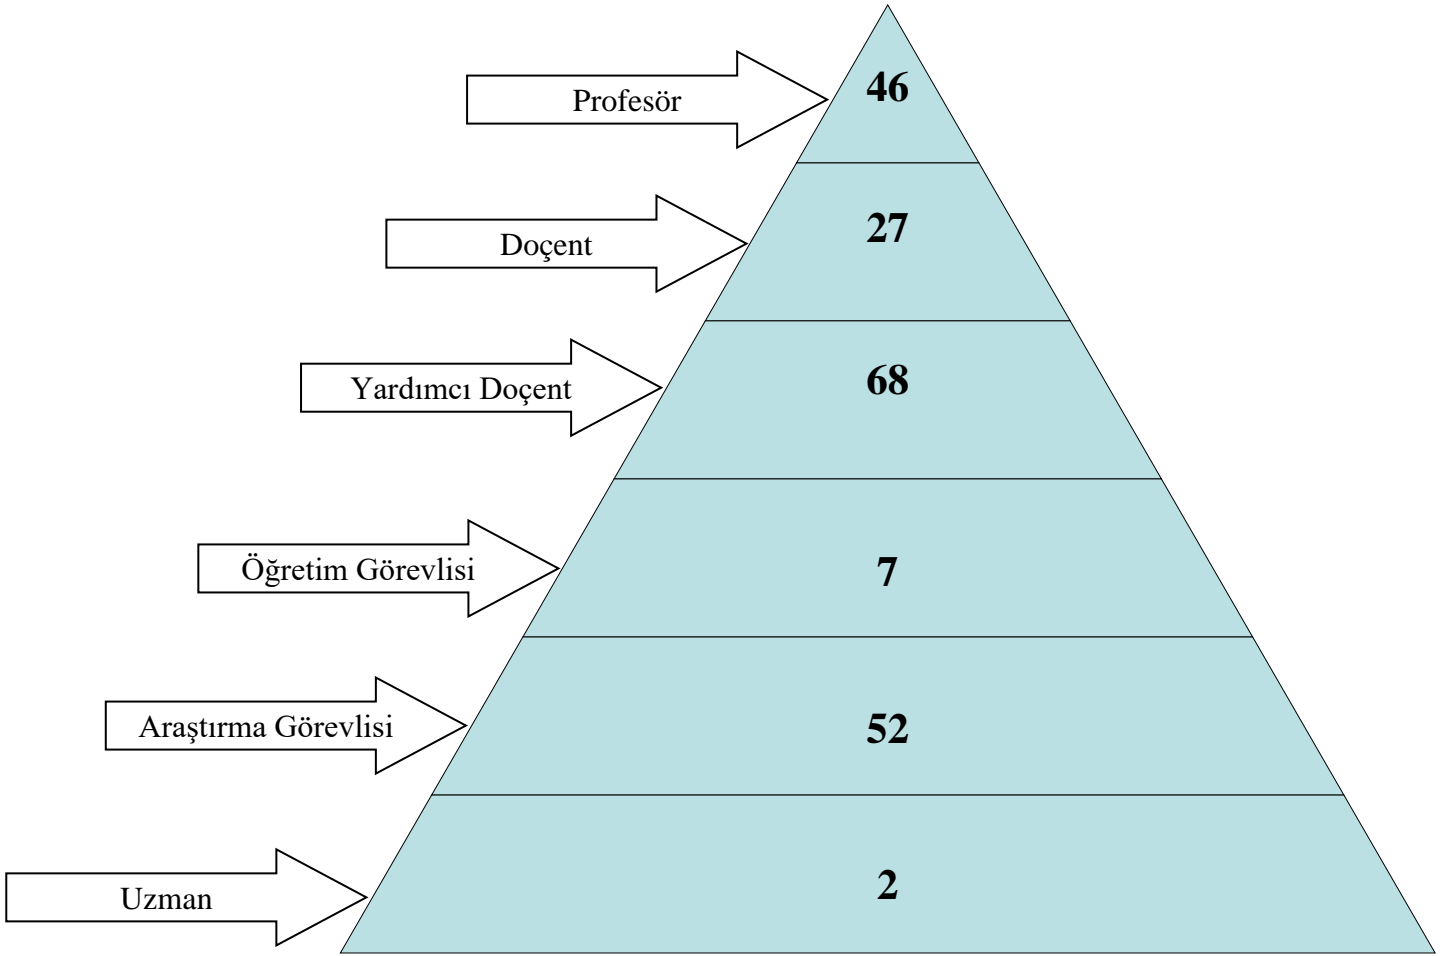 Profesör
46
Doçent
27
Yardımcı Doçent
68
Öğretim Görevlisi
7
Araştırma Görevlisi
52
Uzman
2